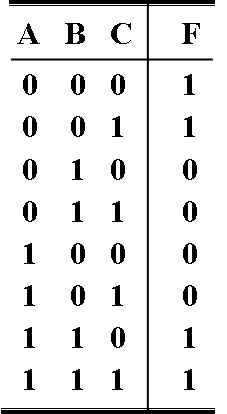 A B C F
0 0 0 1
0 0 1 1
0 1 0 0
0 1 1 0
1 0 0 0
1 0 1 0
1 1 0 1
1 1 1 1